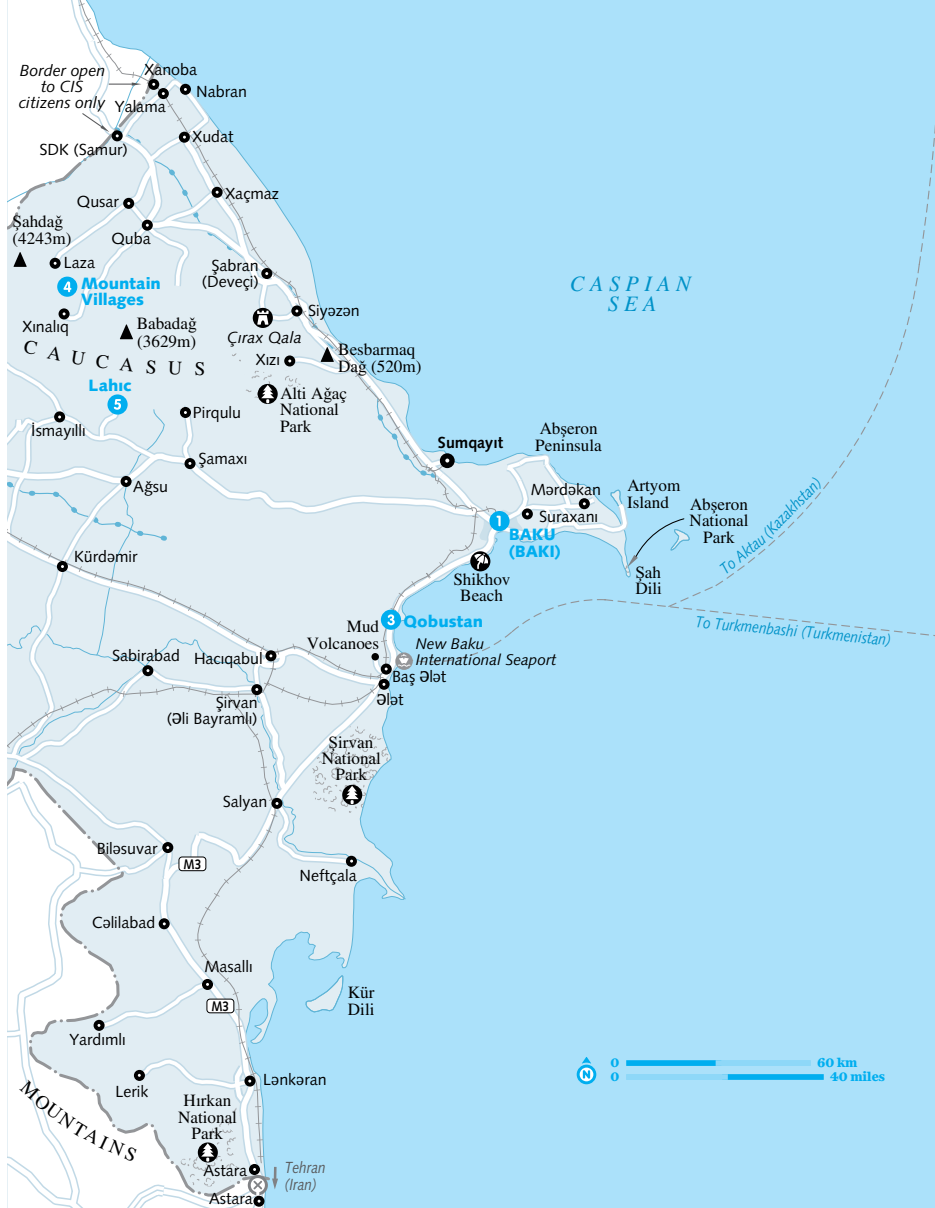 Border open
to CIS
citizens only
Xanoba
Nabran
Yalama
SDK (Samur)
Xudat
Xaçmaz
Qusar
Şahdağ
(4243m)
Quba
Laza
4 Mountain
Villages
Şabran
(Deveçi)
CASPIAN
SEA
Siyəzən
Xınalıq
Babadağ
(3629m)
Çırax Qala
CAUCASUS
Xızı
Besbarmaq
Dağ (520m)
Lahıc
5
Alti Ağaç
National
Park
Pirqulu
İsmayıllı
Abşeron
Peninsula
Sumqayıt
Şamaxı
Ağsu
Mərdəkan
Artyom
Island
Suraxanı
Abşeron
National
Park
1
BAKU
(BAKI)
To Aktau (Kazakhstan)
Kürdəmir
Shikhov
Beach
Şah
Dili
3 Qobustan
To Turkmenbashi (Turkmenistan)
Mud
Volcanoes
New Baku
International Seaport
Sabirabad
Hacıqabul
Baş Ələt
Ələt
Şirvan
(Əli Bayramlı)
Şirvan
National
Park
Salyan
Biləsuvar
M3
Neftçala
Cəlilabad
Masallı
M3
Kür
Dili
Yardımlı
0 60 km
N
0 40 miles
Lerik
Lənkəran
MOUNTAINS
Hırkan
National
Park
Astara
Tehran
(Iran)
Astara